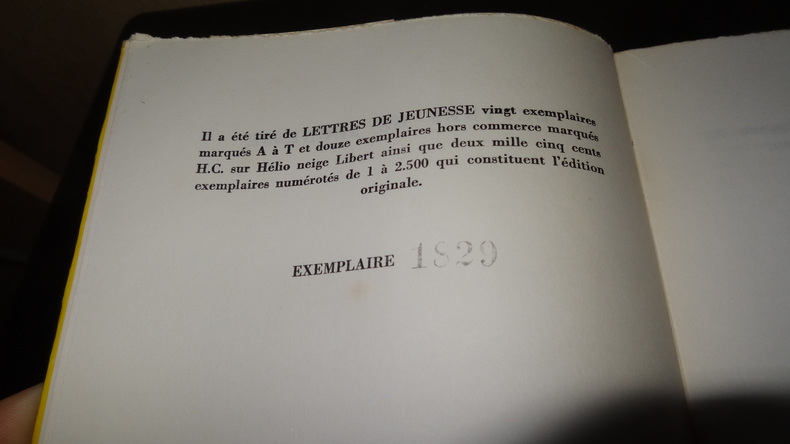 Il a été tiré de LETTRES DE JEUNESSE vingt exemplaires
marqués A à T et douze exemplaires hors commerce marqués
H.C. sur Hélio neige Libert ainsi que deux mille cinq cents
exemplaires numérotés de 1 à 2.500 qui constituent l'édition
originale.
EXEMPLAIRE 1829